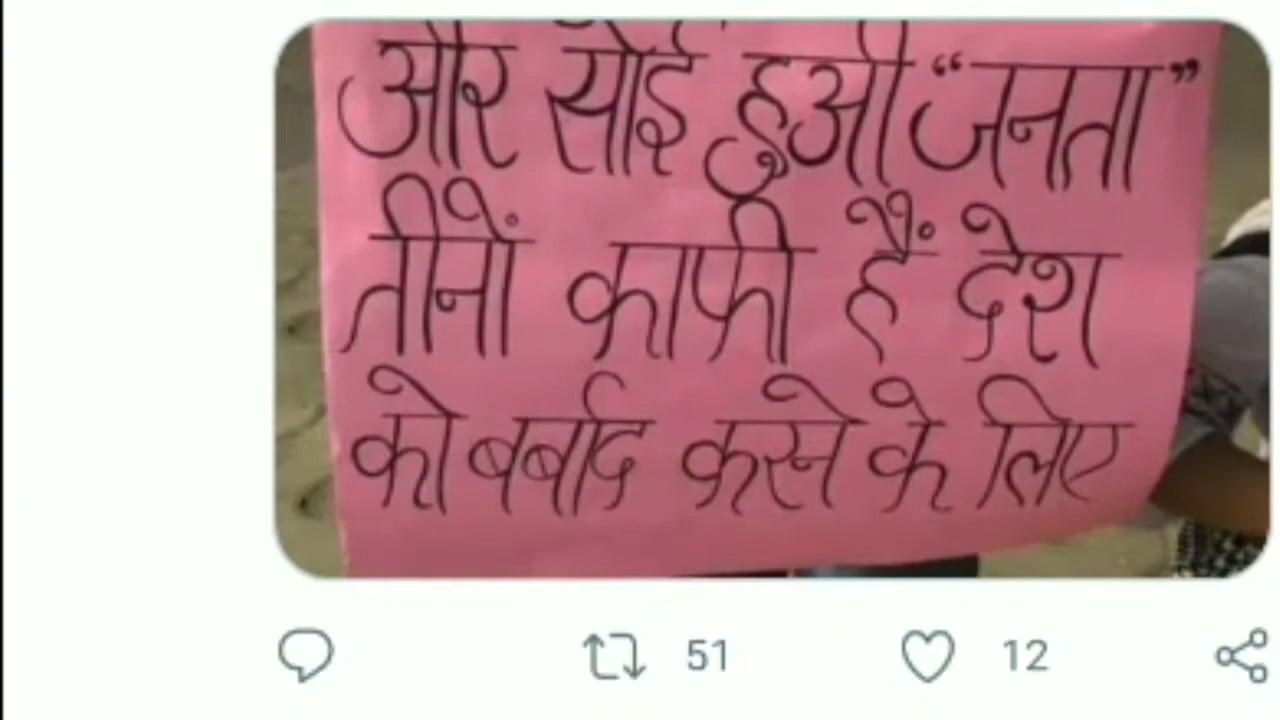 और सोई हुअी “जनता”
तीनों काफी हैं देश
को बर्बाद करने के लिए
51 12